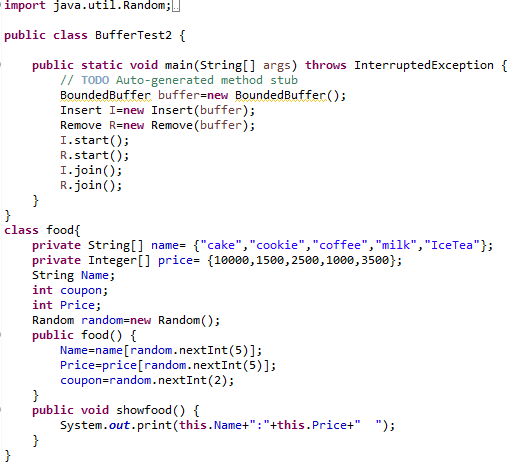 import java.util.Random;
public class BufferTest2 {
public static void main(String[] args) throws InterruptedException {
// TODO Auto-generated method stub
BoundedBuffer buffer=new BoundedBuffer();
Insert I=new Insert(buffer);
Remove R=new Remove(buffer);
I.start();
R.start();
I.join();
R.join();
}
}
class food{
private String[] name= {"cake","cookie","coffee","milk","IceTea"};
private Integer[] price= {10000,1500,2500,1000,3500};
String Name;
int coupon;
int Price;
Random random=new Random();
public food() {
Name=name[random.nextInt(5)];
Price=price[random.nextInt(5)];
coupon=random.nextInt(2);
}
public void showfood() {
System.out.print(this.Name+":"+this.Price+"  ");
}
}